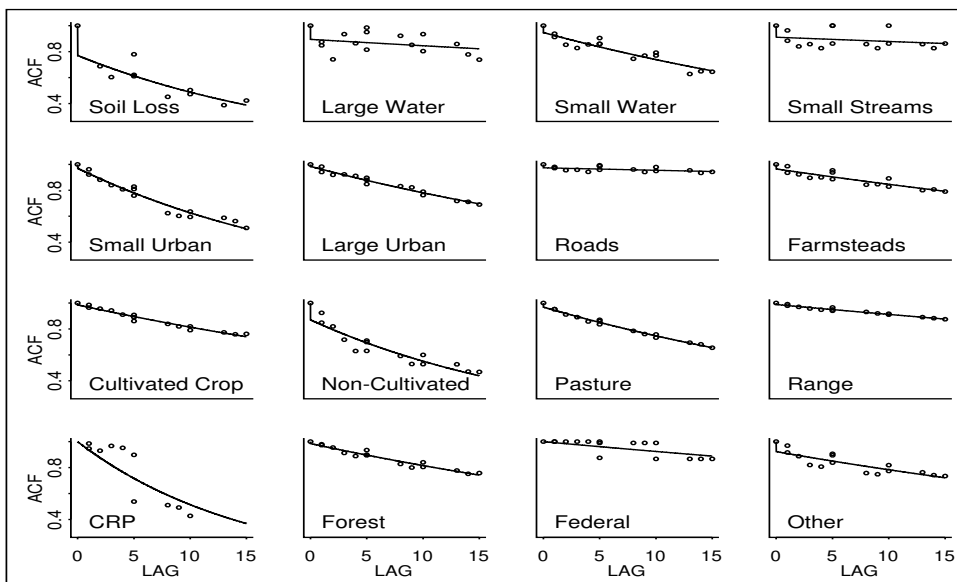 ACF
0.4 0.8
Soil Loss
Large Water
Small Water
Small Streams
ACF
0.4 0.8
Small Urban
Large Urban
Roads
Farmsteads
ACF
0.4 0.8
Cultivated Crop
Non-Cultivated
Pasture
Range
ACF
0.4 0.8
CRP
Forest
Federal
Other
0 5 10 15
0 5 10 15
0 5 10 15
0 5 10 15
LAG
LAG
LAG
LAG